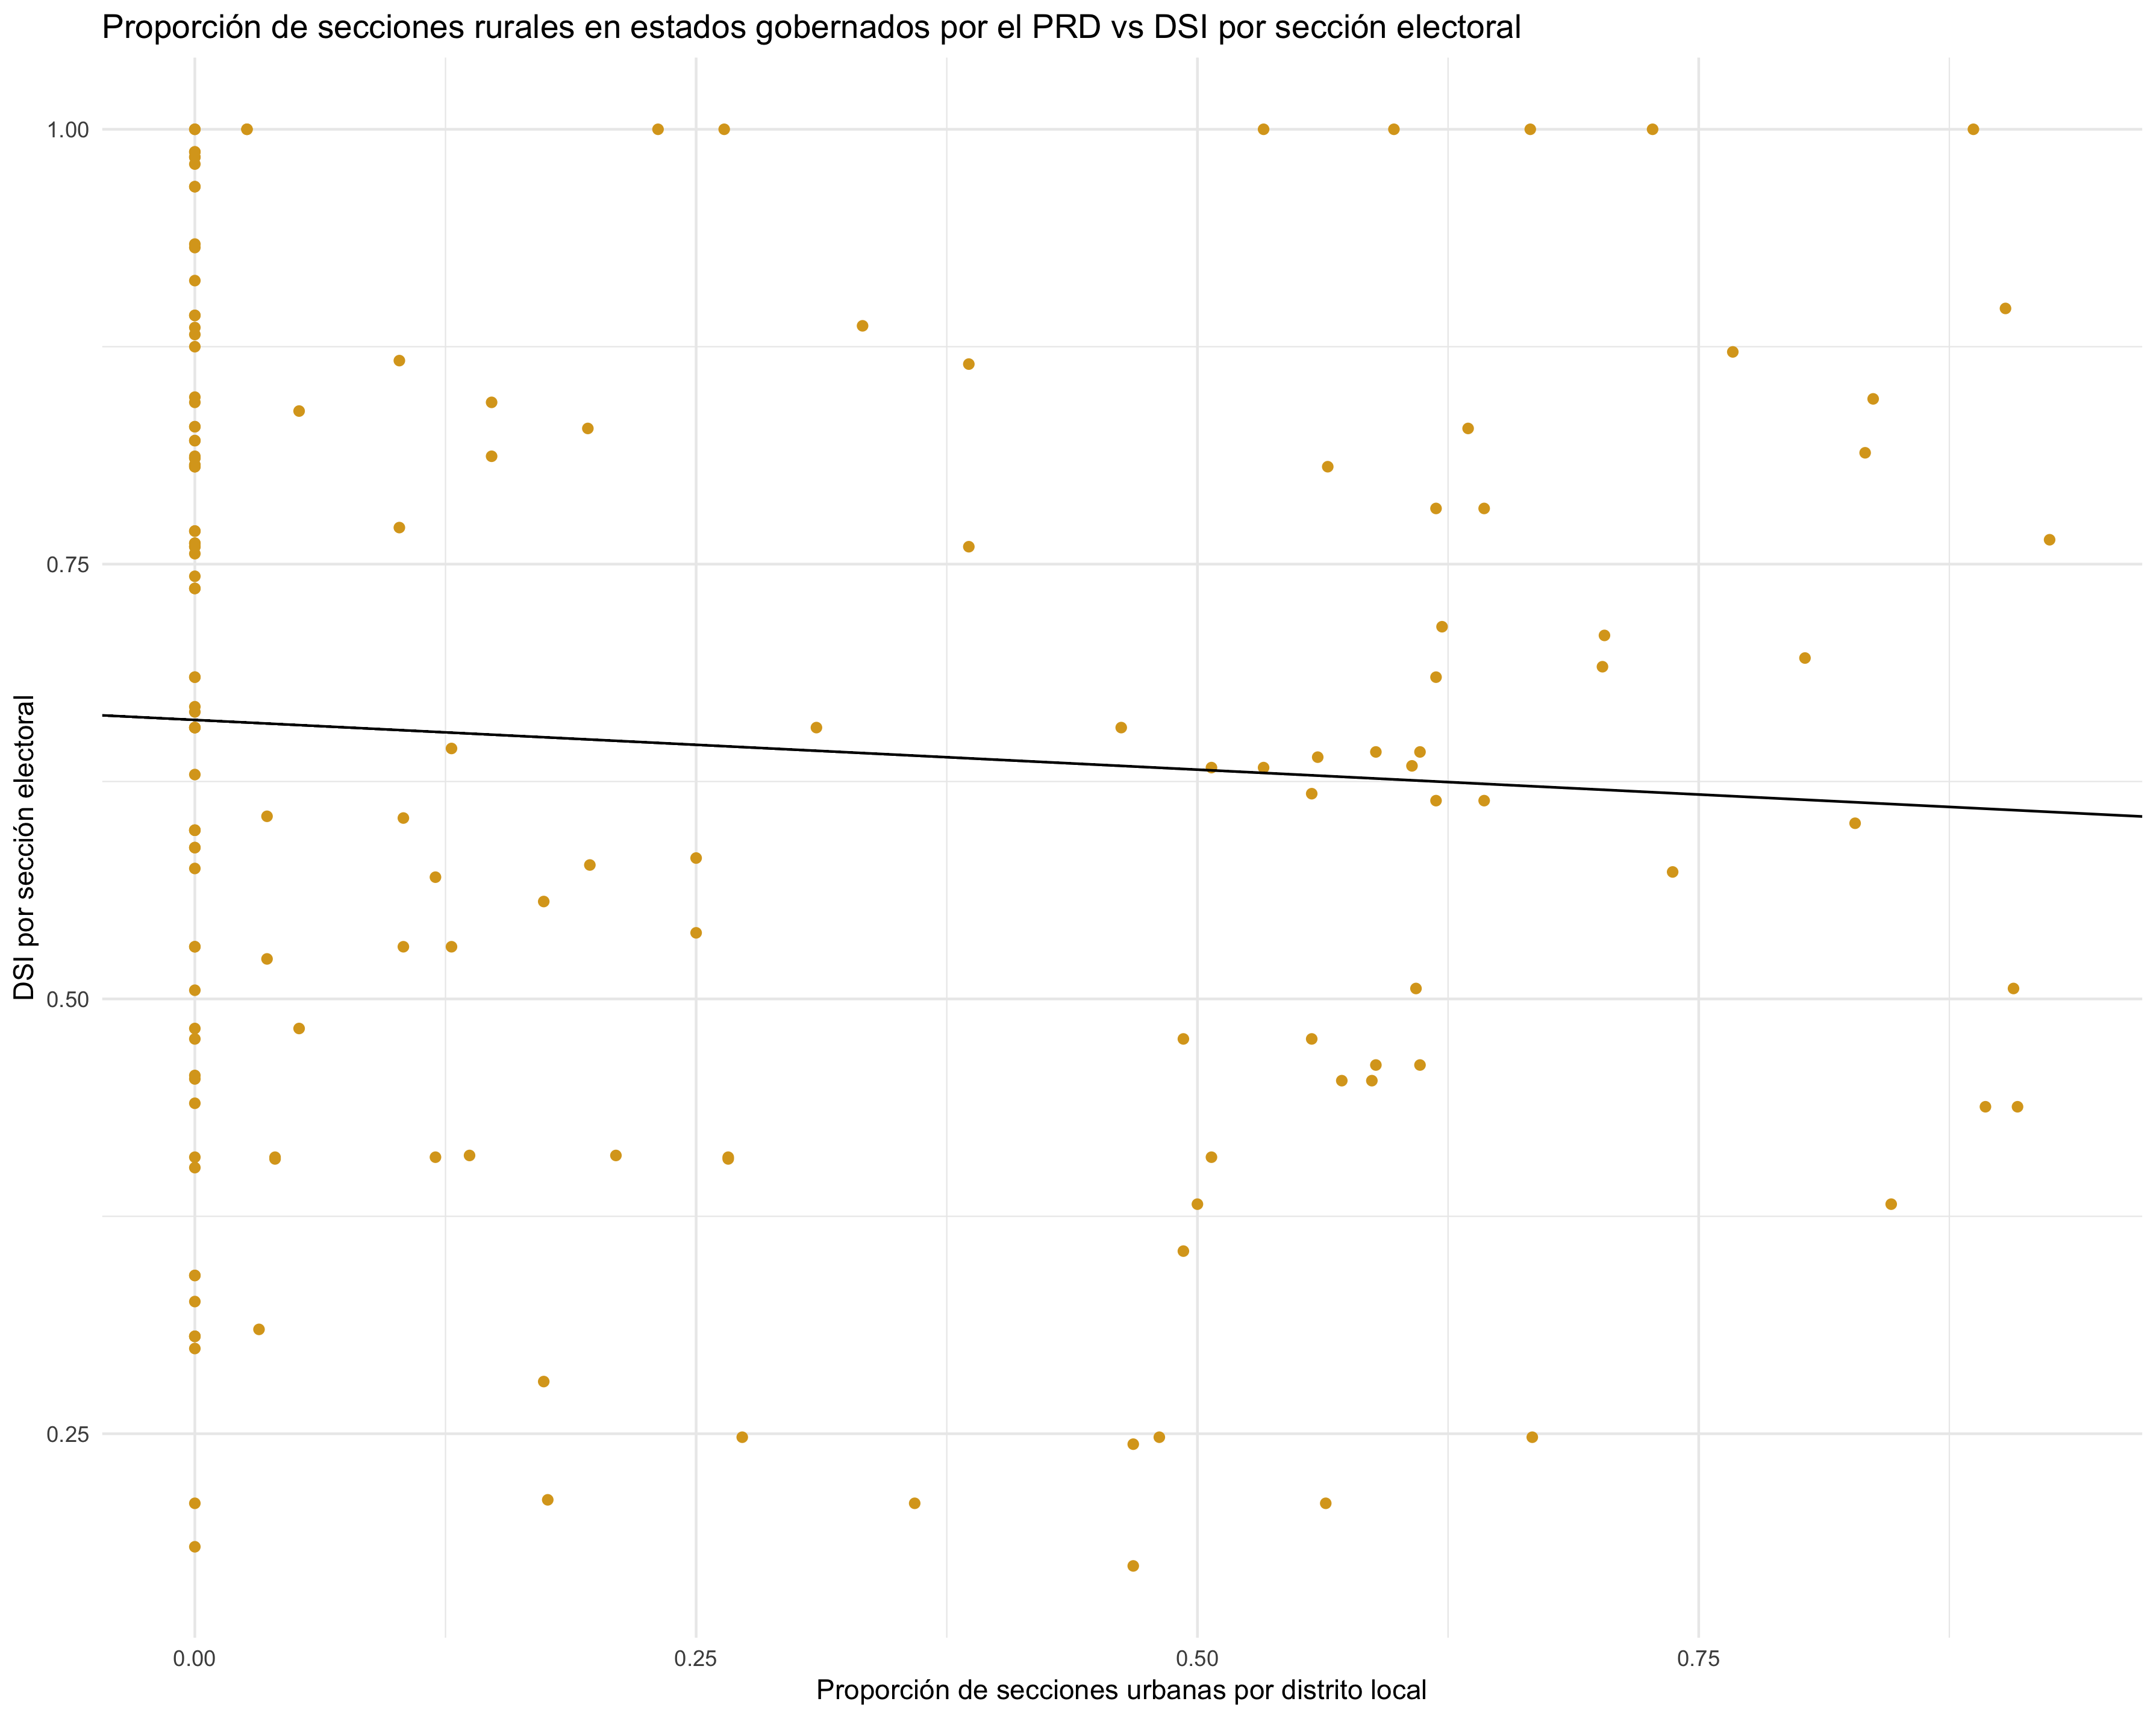 Proporción de secciones rurales en estados gobernados por el PRD vs DSI por sección electoral
1.00
0.75
0.50
0.25
DSI por sección electoral
0.00 0.25 0.50 0.75
Proporción de secciones urbanas por distrito local